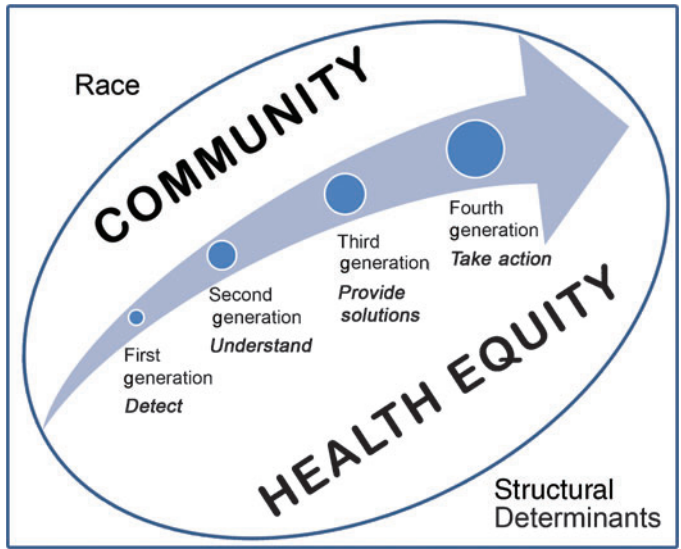 Race
COMMUNITY
First
generation
Detect
Second
generation
Understand
Third
generation
Provide
solutions
Fourth
generation
Take action
HEALTH EQUITY
Structural
Determinants